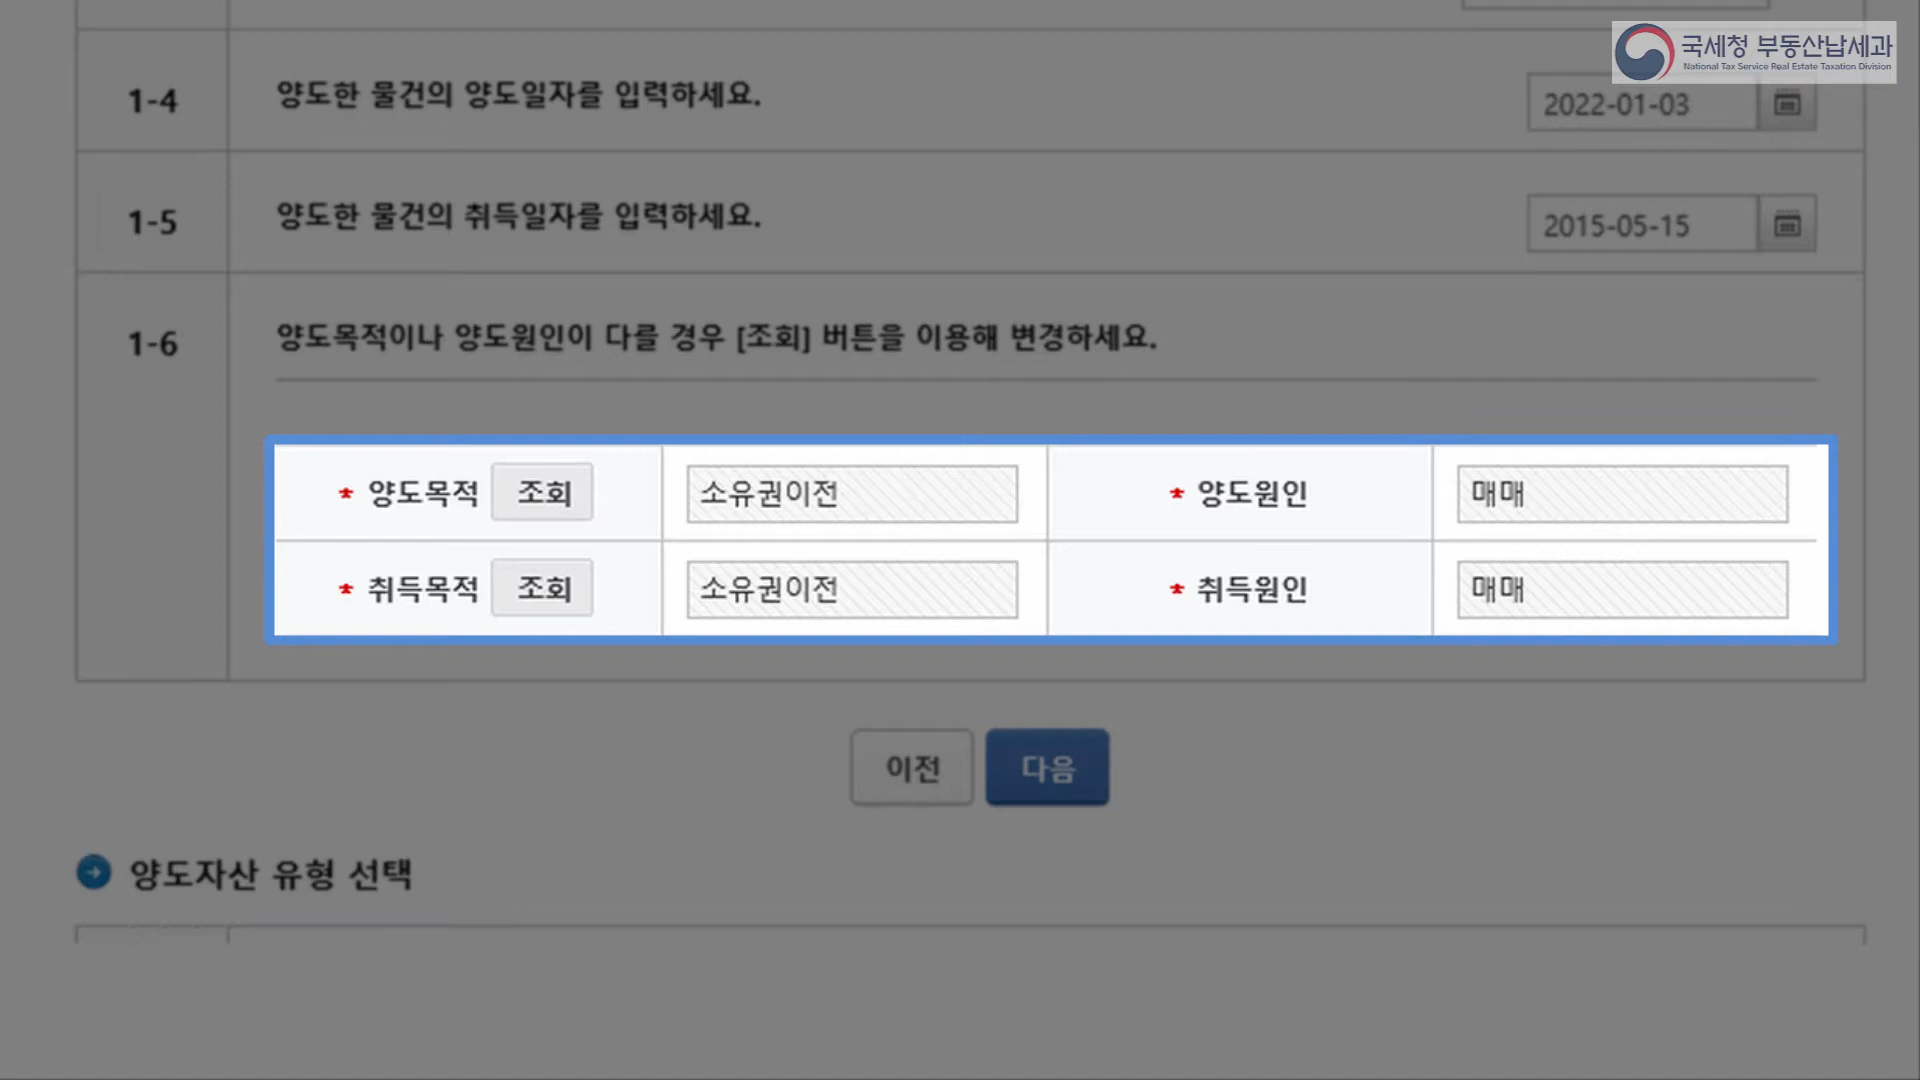 국세청 부동산납세과
National Tax Service Real Estate Taxation Division
1-4 양도한 물건의 양도일자를 입력하세요. 2022-01-03
1-5 양도한 물건의 취득일자를 입력하세요. 2015-05-15
1-6 양도목적이나 양도원인이 다를 경우 [조회] 버튼을 이용해 변경하세요.
* 양도목적 조회 소유권이전 * 양도원인 매매
* 취득목적 조회 소유권이전 * 취득원인 매매
이전 다음
양도자산 유형 선택